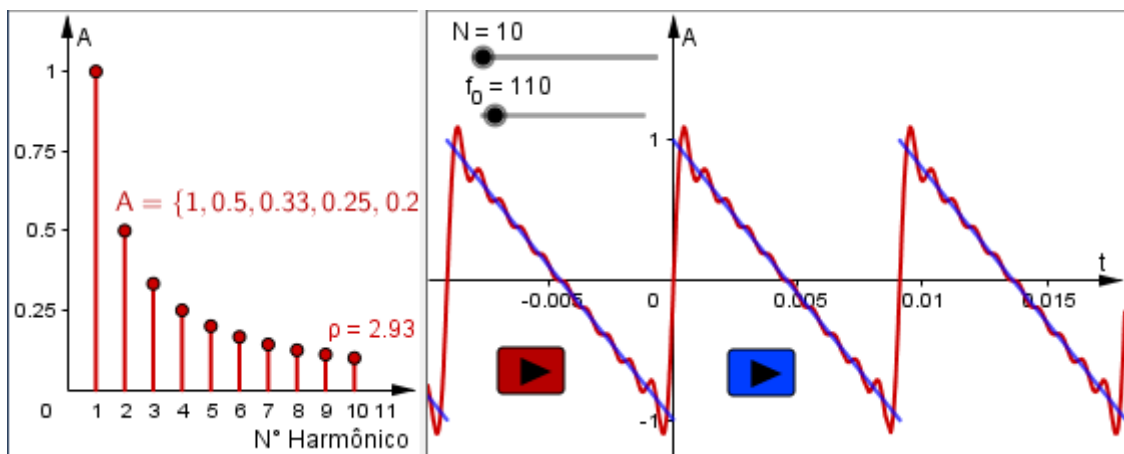 A
1
0.75
A = {1, 0.5, 0.33, 0.25, 0.2
0.5
0.25
ρ = 2.93
0 1 2 3 4 5 6 7 8 9 10 11
N° Harmônico
N = 10
A
f₀ = 110
1
t
-0.005 0 0.005 0.01 0.015
-1